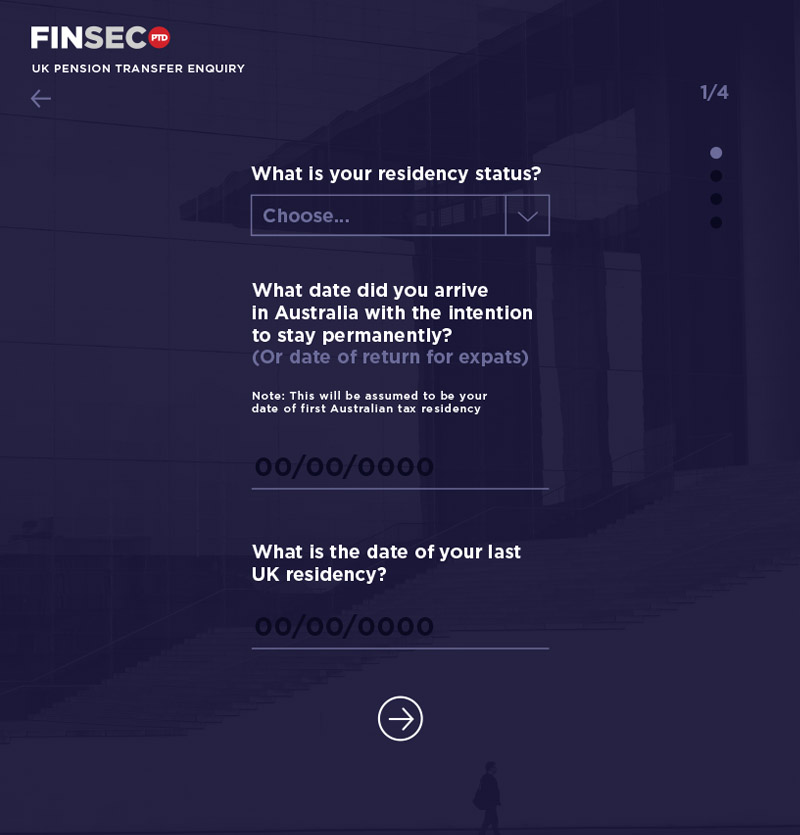 FINSEC PTD
UK PENSION TRANSFER ENQUIRY
1/4
What is your residency status?
Choose...
What date did you arrive
in Australia with the intention
to stay permanently?
(Or date of return for expats)
Note: This will be assumed to be your
date of first Australian tax residency
00/00/0000
What is the date of your last
UK residency?
00/00/0000